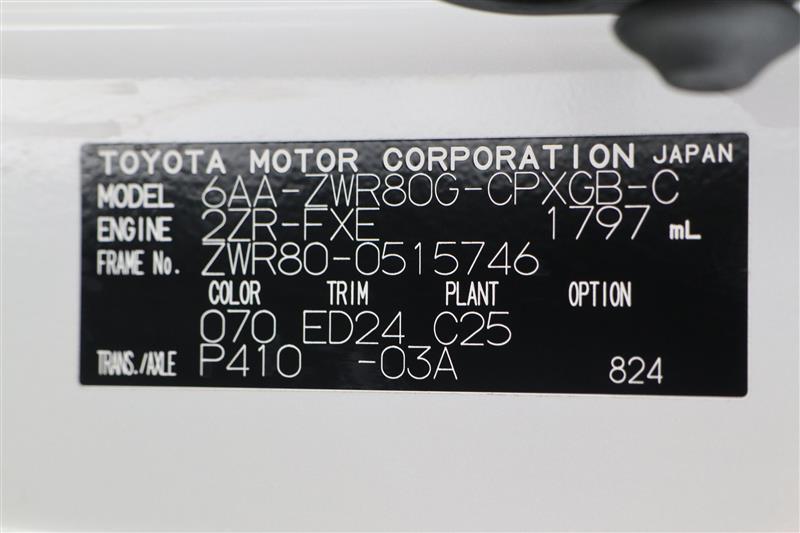 TOYOTA MOTOR CORPORATION JAPAN
MODEL 6AA-ZWR80G-CPXGB-C
ENGINE 2ZR-FXE 1797 mL
FRAME No. ZWR80-0515746
COLOR TRIM PLANT OPTION
070 ED24 C25
TRANS./AXLE P410 -03A 824